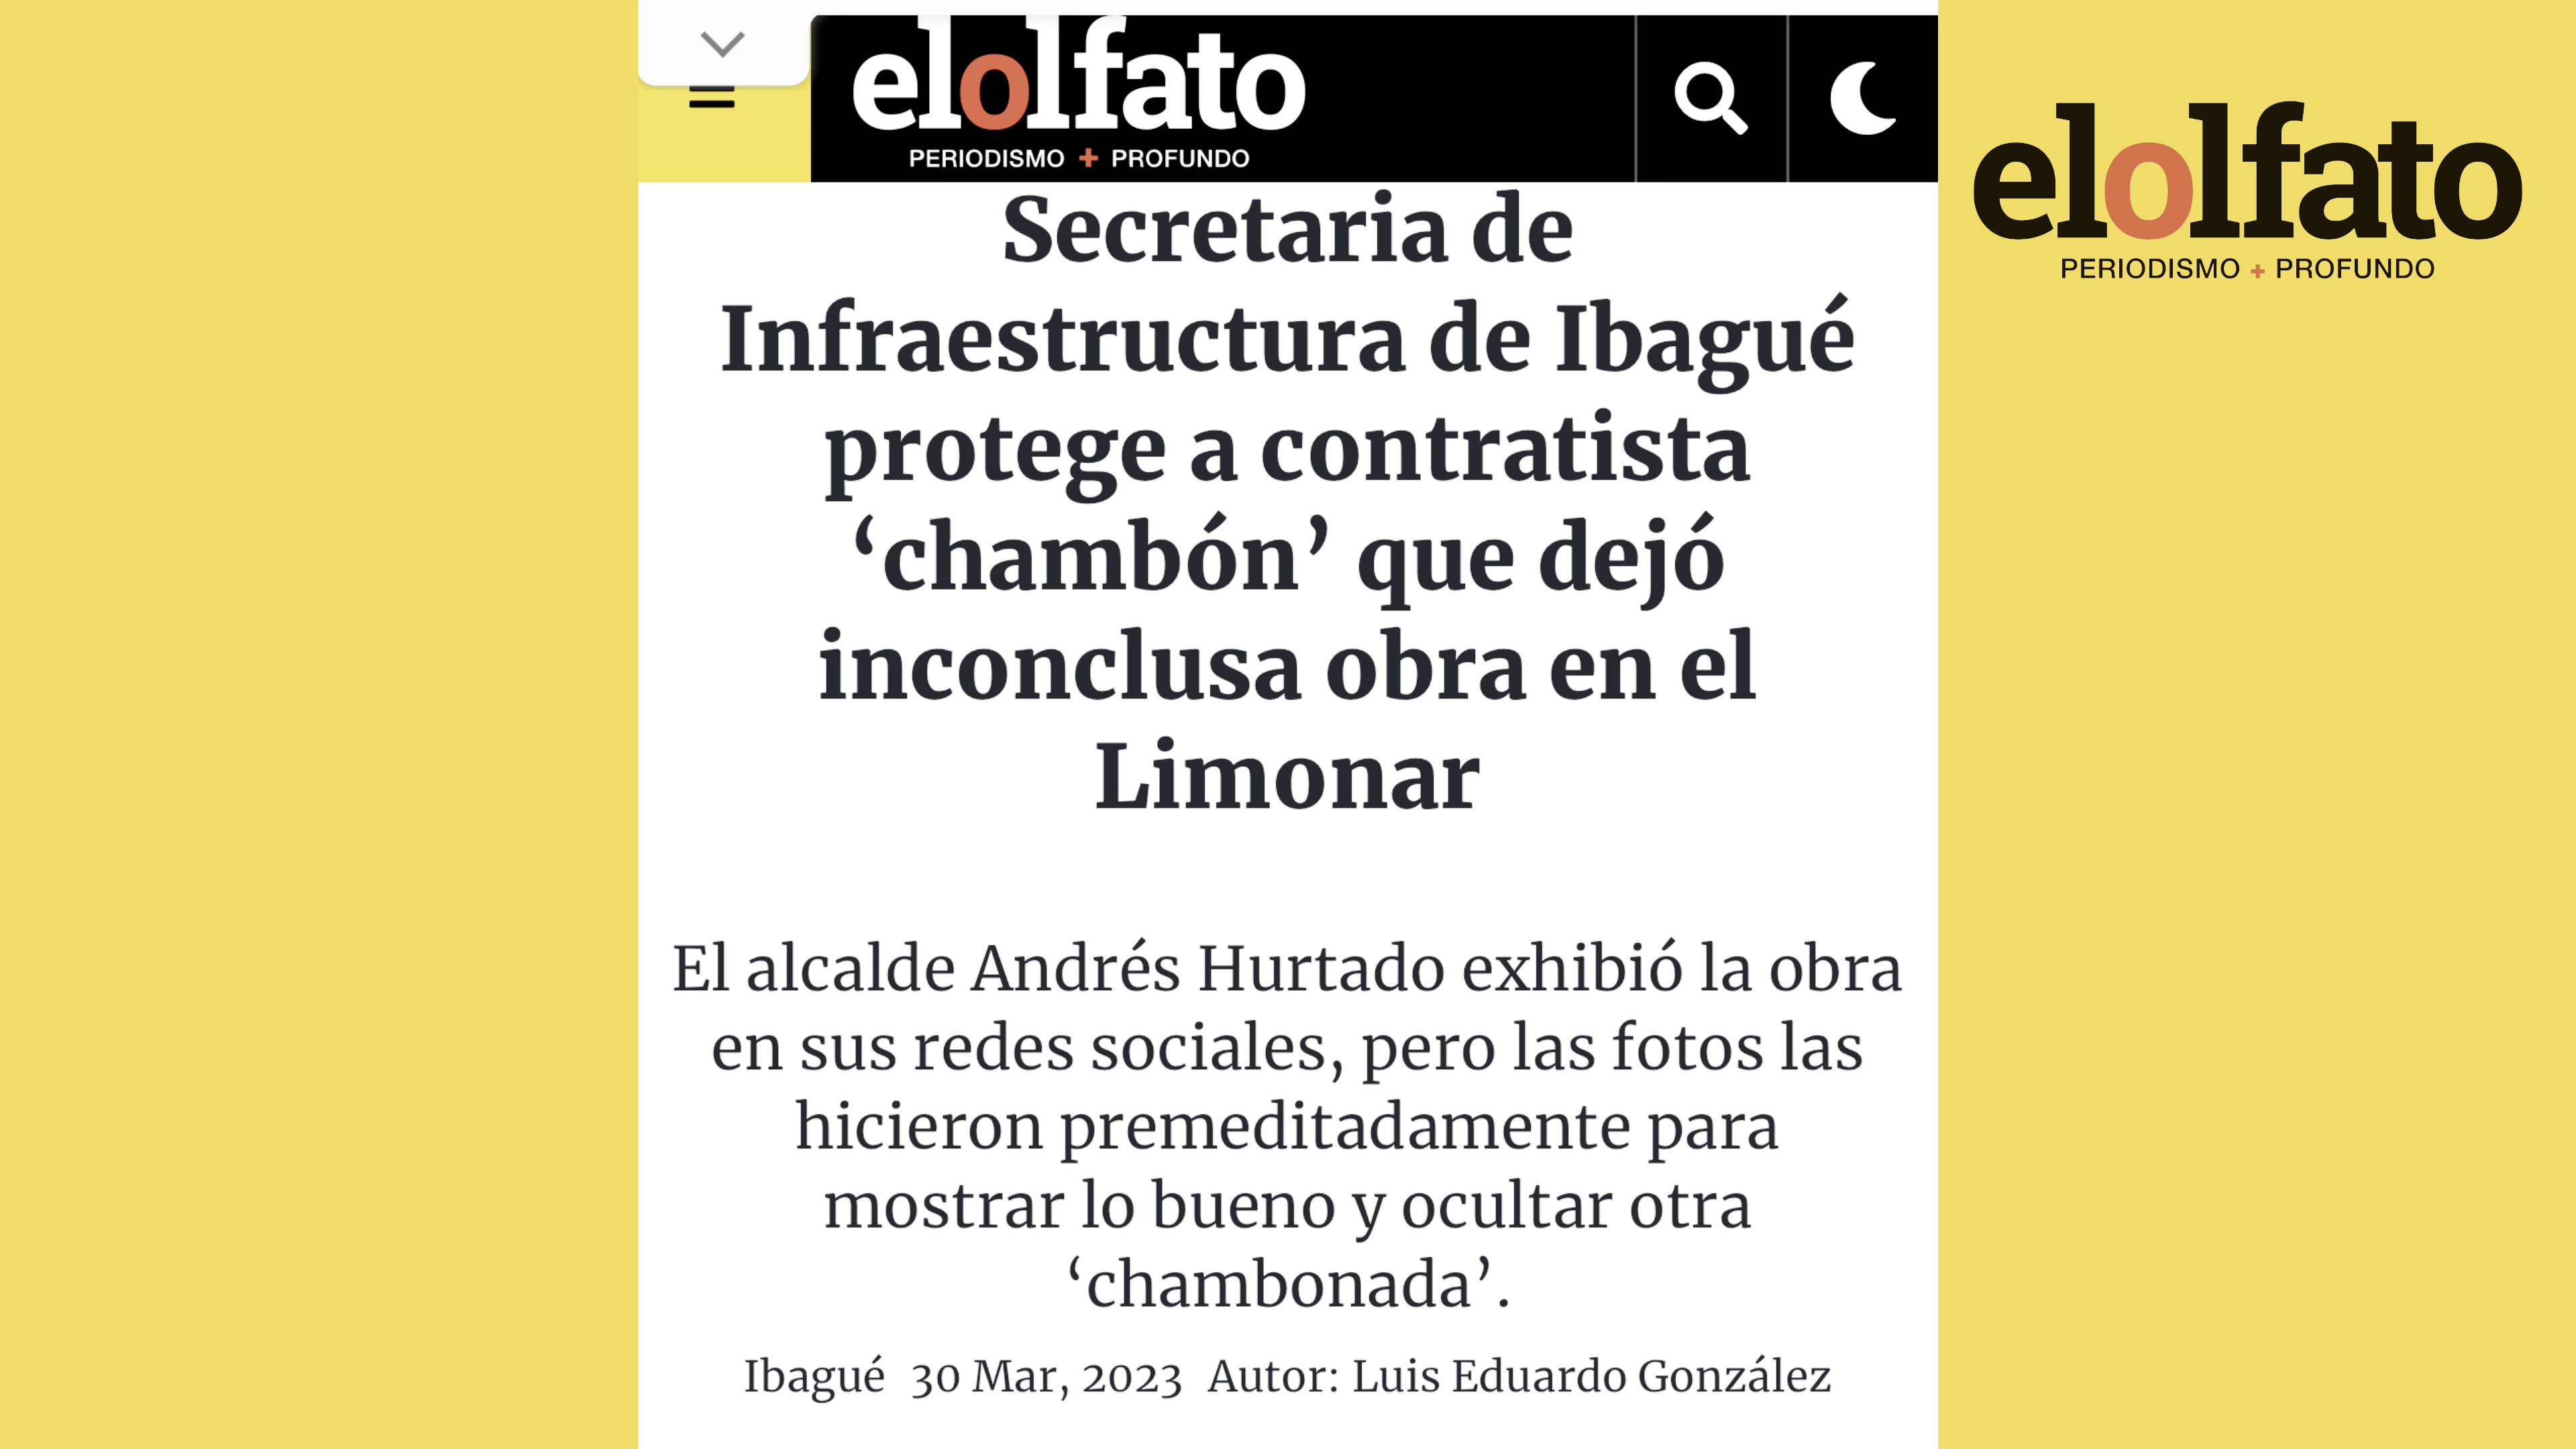 elolfato
PERIODISMO + PROFUNDO
elolfato
PERIODISMO + PROFUNDO
Secretaria de
Infraestructura de Ibagué
protege a contratista
‘chambón’ que dejó
inconclusa obra en el
Limonar
El alcalde Andrés Hurtado exhibió la obra
en sus redes sociales, pero las fotos las
hicieron premeditadamente para
mostrar lo bueno y ocultar otra
‘chambonada’.
Ibagué 30 Mar, 2023 Autor: Luis Eduardo González